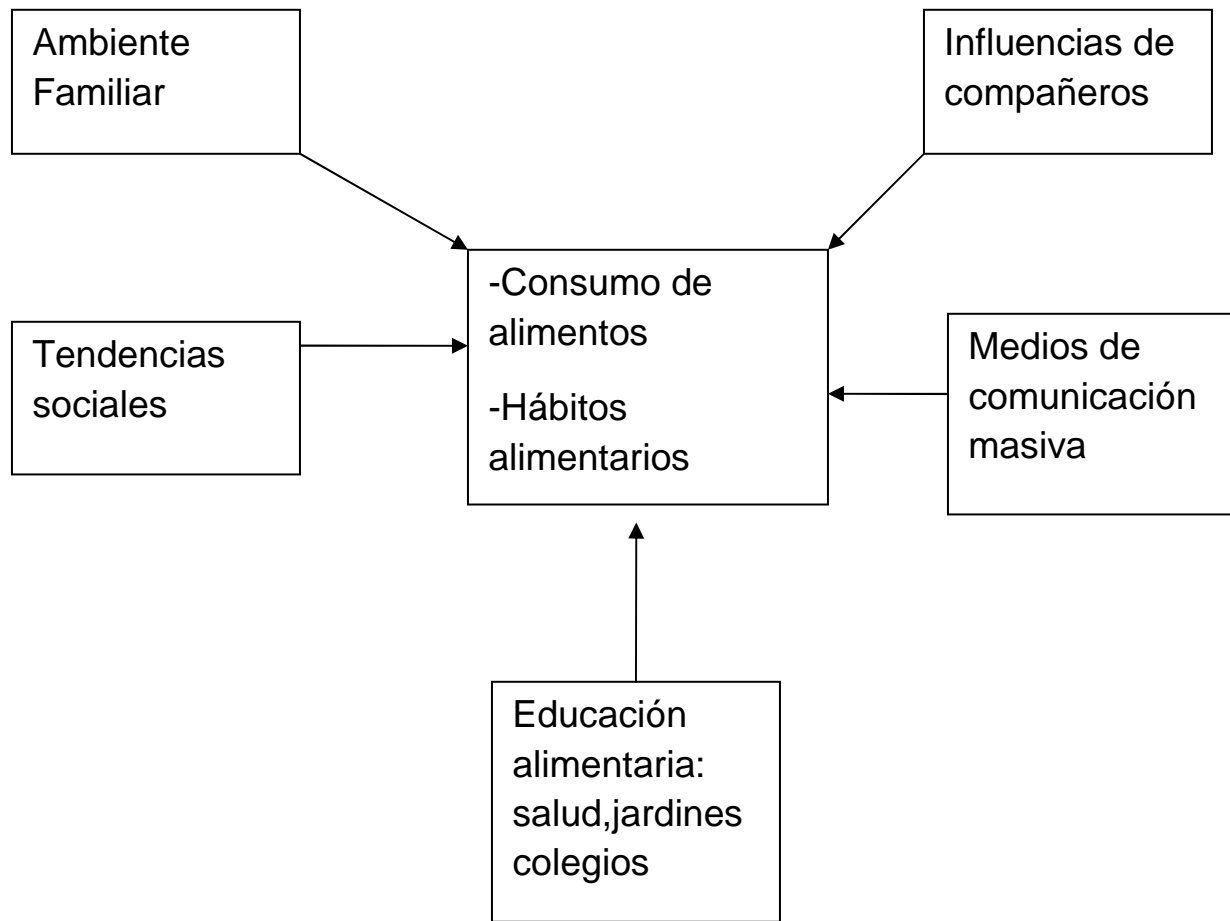 Ambiente
Familiar
Influencias de
compañeros
-Consumo de
alimentos
-Hábitos
alimentarios
Tendencias
sociales
Medios de
comunicación
masiva
Educación
alimentaria:
salud,jardines
colegios